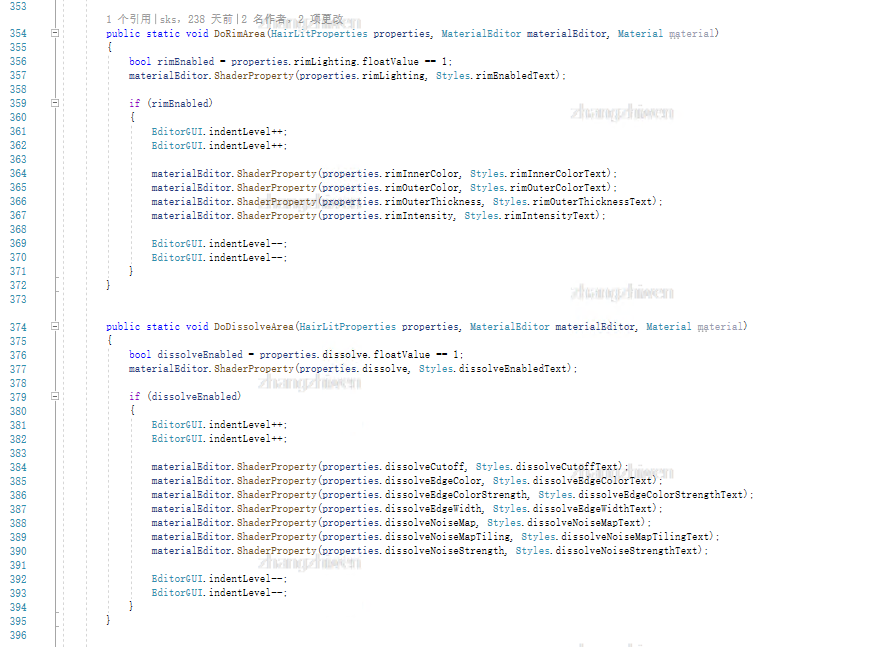 353
1 个引用|sks，238 天前|2 名作者，2 项更改
354 public static void DoRimArea(HairLitProperties properties, MaterialEditor materialEditor, Material material)
355 {
356 bool rimEnabled = properties.rimLighting.floatValue == 1;
357 materialEditor.ShaderProperty(properties.rimLighting, Styles.rimEnabledText);
358
359 if (rimEnabled)
360 {
361 EditorGUI.indentLevel++;
362 EditorGUI.indentLevel++;
363
364 materialEditor.ShaderProperty(properties.rimInnerColor, Styles.rimInnerColorText);
365 materialEditor.ShaderProperty(properties.rimOuterColor, Styles.rimOuterColorText);
366 materialEditor.ShaderProperty(properties.rimOuterThickness, Styles.rimOuterThicknessText);
367 materialEditor.ShaderProperty(properties.rimIntensity, Styles.rimIntensityText);
368
369 EditorGUI.indentLevel--;
370 EditorGUI.indentLevel--;
371 }
372 }
373
374 public static void DoDissolveArea(HairLitProperties properties, MaterialEditor materialEditor, Material material)
375 {
376 bool dissolveEnabled = properties.dissolve.floatValue == 1;
377 materialEditor.ShaderProperty(properties.dissolve, Styles.dissolveEnabledText);
378
379 if (dissolveEnabled)
380 {
381 EditorGUI.indentLevel++;
382 EditorGUI.indentLevel++;
383
384 materialEditor.ShaderProperty(properties.dissolveCutoff, Styles.dissolveCutoffText);
385 materialEditor.ShaderProperty(properties.dissolveEdgeColor, Styles.dissolveEdgeColorText);
386 materialEditor.ShaderProperty(properties.dissolveEdgeColorStrength, Styles.dissolveEdgeColorStrengthText);
387 materialEditor.ShaderProperty(properties.dissolveEdgeWidth, Styles.dissolveEdgeWidthText);
388 materialEditor.ShaderProperty(properties.dissolveNoiseMap, Styles.dissolveNoiseMapText);
389 materialEditor.ShaderProperty(properties.dissolveNoiseMapTiling, Styles.dissolveNoiseMapTilingText);
390 materialEditor.ShaderProperty(properties.dissolveNoiseStrength, Styles.dissolveNoiseStrengthText);
391
392 EditorGUI.indentLevel--;
393 EditorGUI.indentLevel--;
394 }
395 }
396